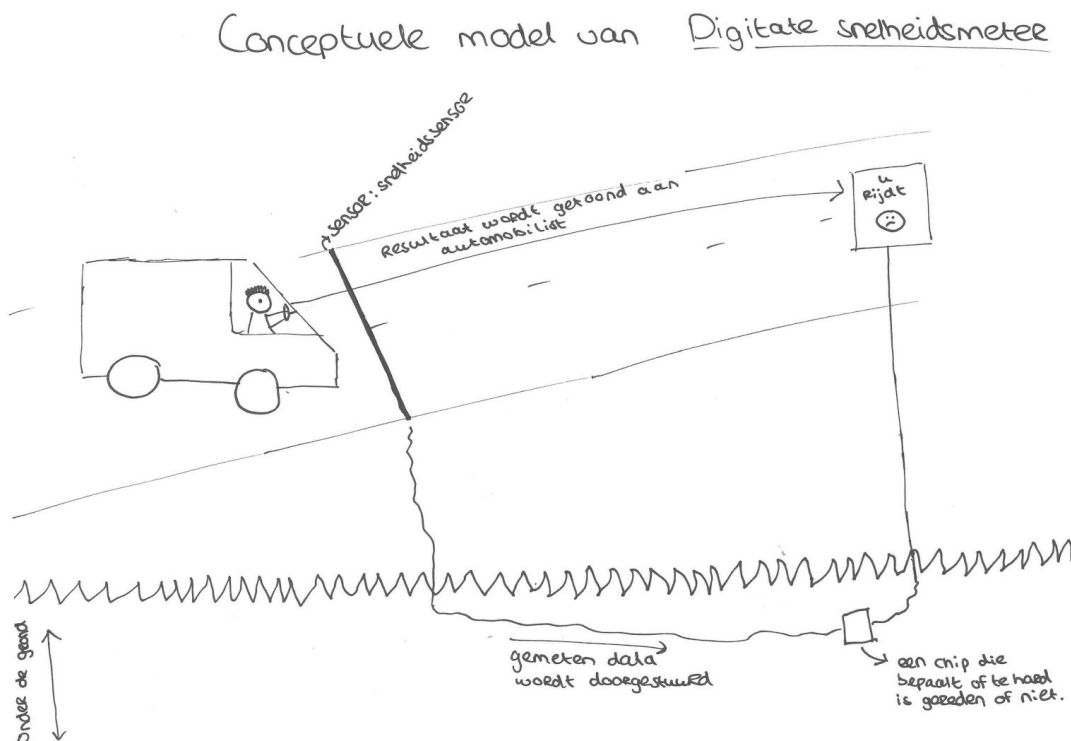 Conceptuele model van Digitale snelheidsmeter
sensor: snelheidssensor
Resultaat wordt getoond aan
automobilist
u
Rijdt
gemeten data
wordt doorgestuurd
een chip die
bepaalt of te hard
is gereden of niet.
onder de grond